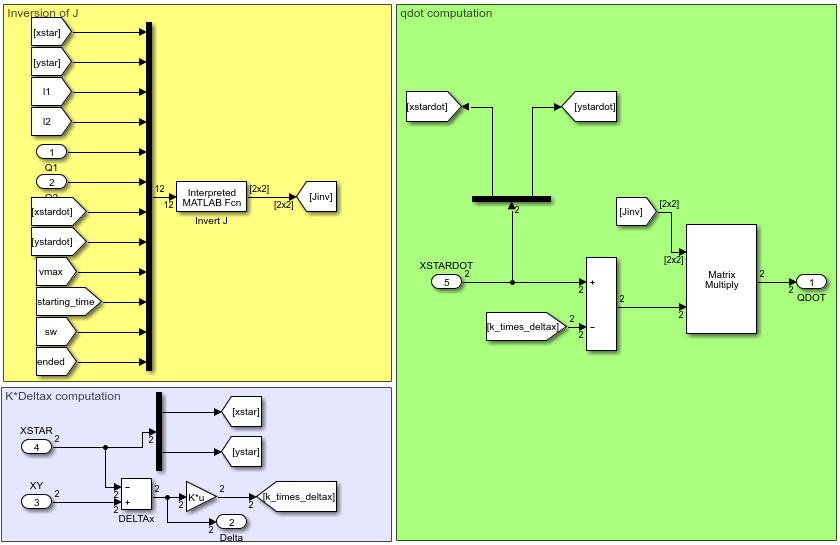 Inversion of J
[xstar]
[ystar]
l1
l2
1
Q1
2
[xstardot]
[ystardot]
vmax
starting_time
sw
ended
12
12
Interpreted
MATLAB Fcn
Invert J
[2x2]
[2x2]
[Jinv]
K*Deltax computation
XSTAR
4
2
2
[xstar]
[ystar]
XY
3
2
2
2
−
+
DELTAx
2
2
K*u
2
2
[k_times_deltax]
2
2
Delta
qdot computation
[xstardot]
[ystardot]
2
XSTARDOT
5
2
2
+
−
[k_times_deltax]
2
2
2
[Jinv]
[2x2]
[2x2]
2
Matrix
Multiply
2
2
1
QDOT